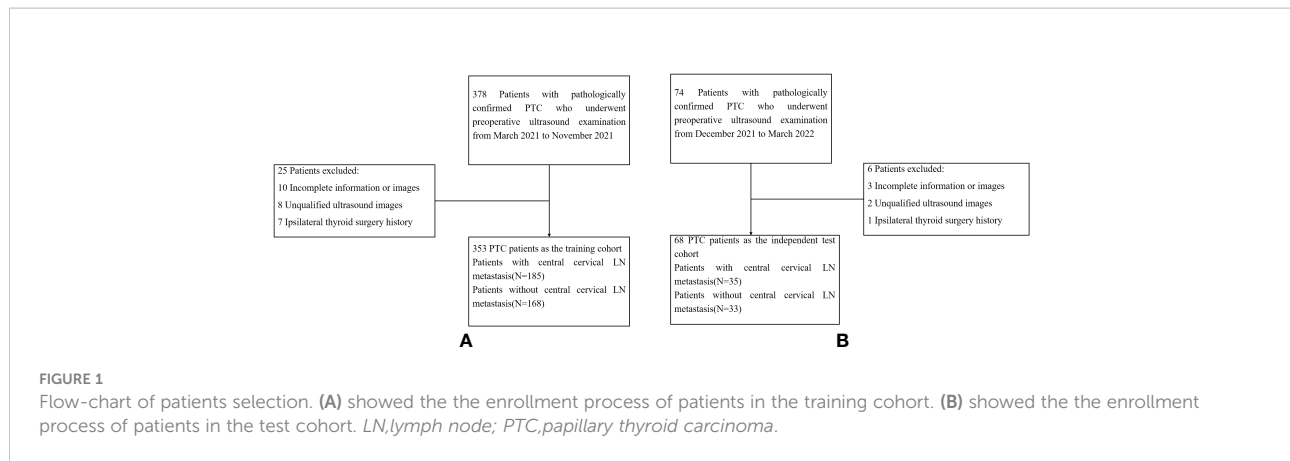 378 Patients with pathologically
confirmed PTC who underwent
preoperative ultrasound examination
from March 2021 to November 2021
25 Patients excluded:
10 Incomplete information or images
8 Unqualified ultrasound images
7 Ipsilateral thyroid surgery history
353 PTC patients as the training cohort
Patients with central cervical LN
metastasis(N=185)
Patients without central cervical LN
metastasis(N=168)
A
74 Patients with pathologically
confirmed PTC who underwent
preoperative ultrasound examination
from December 2021 to March 2022
6 Patients excluded:
3 Incomplete information or images
2 Unqualified ultrasound images
1 Ipsilateral thyroid surgery history
68 PTC patients as the independent test
cohort
Patients with central cervical LN
metastasis(N=35)
Patients without central cervical LN
metastasis(N=33)
B
FIGURE 1
Flow-chart of patients selection. (A) showed the the enrollment process of patients in the training cohort. (B) showed the the enrollment
process of patients in the test cohort. LN,lymph node; PTC,papillary thyroid carcinoma.